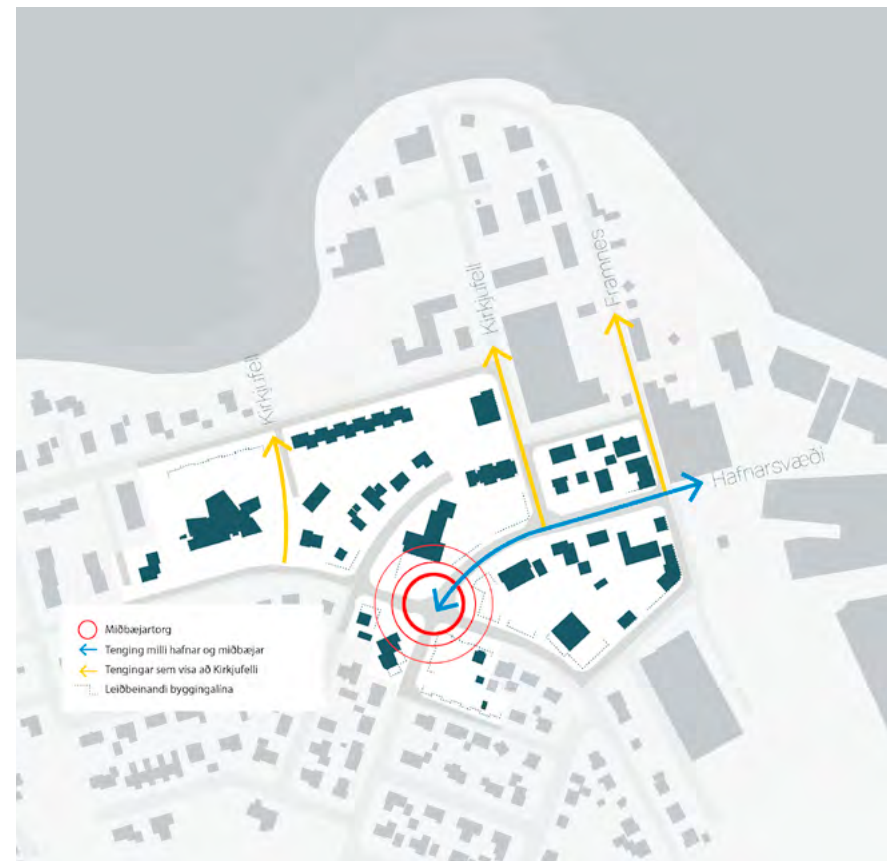 Framnes
Kirkjufell
Kirkjufell
Hafnarsvæði
Miðbæjartorg
Tenging milli hafnar og miðbæjar
Tengingar sem vísa að Kirkjufelli
Leiðbeinandi byggingalína